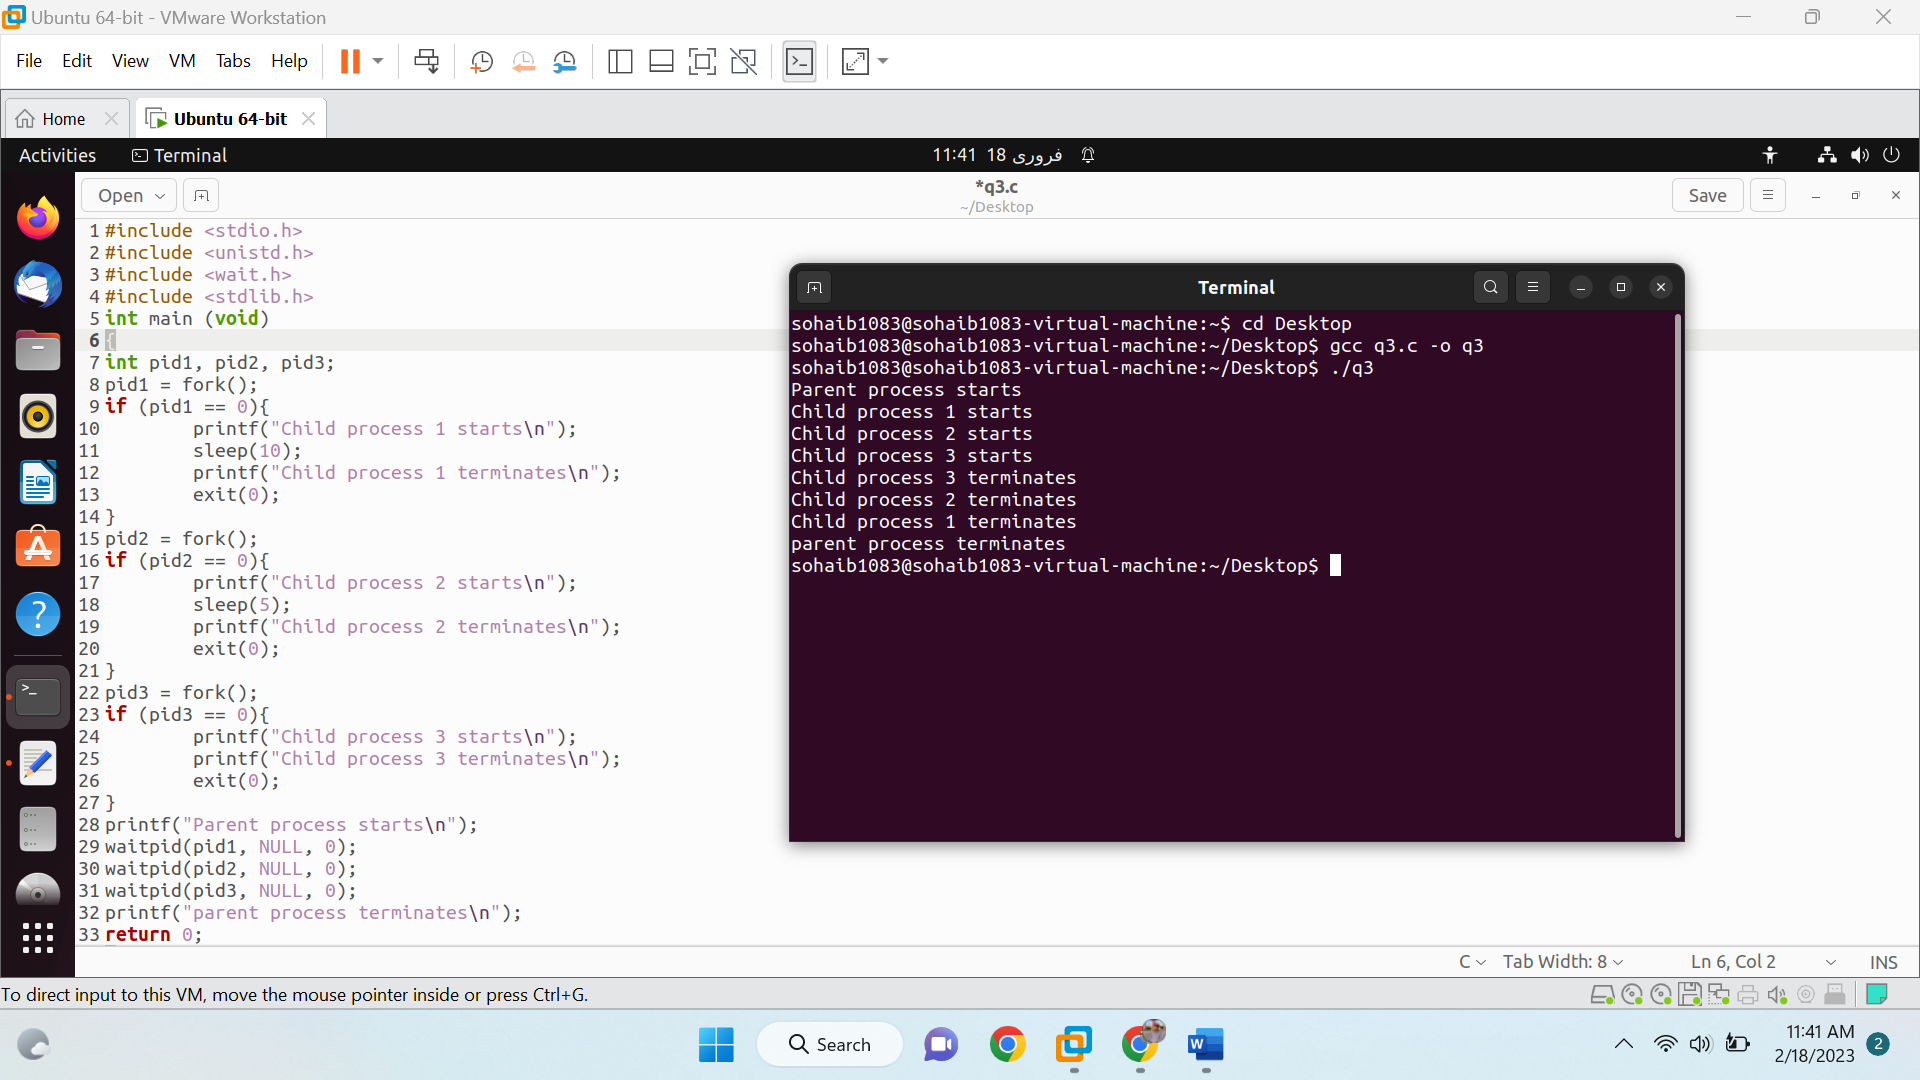 Ubuntu 64-bit - VMware Workstation
File Edit View VM Tabs Help
Home Ubuntu 64-bit
Activities Terminal 11:41 18 فروری
Open *q3.c Save
~/Desktop
1 #include <stdio.h>
2 #include <unistd.h>
3 #include <wait.h>
4 #include <stdlib.h>
5 int main (void)
6 {
7 int pid1, pid2, pid3;
8 pid1 = fork();
9 if (pid1 == 0){
10 printf("Child process 1 starts\n");
11 sleep(10);
12 printf("Child process 1 terminates\n");
13 exit(0);
14 }
15 pid2 = fork();
16 if (pid2 == 0){
17 printf("Child process 2 starts\n");
18 sleep(5);
19 printf("Child process 2 terminates\n");
20 exit(0);
21 }
22 pid3 = fork();
23 if (pid3 == 0){
24 printf("Child process 3 starts\n");
25 printf("Child process 3 terminates\n");
26 exit(0);
27 }
28 printf("Parent process starts\n");
29 waitpid(pid1, NULL, 0);
30 waitpid(pid2, NULL, 0);
31 waitpid(pid3, NULL, 0);
32 printf("parent process terminates\n");
33 return 0;
Terminal
sohaib1083@sohaib1083-virtual-machine:~$ cd Desktop
sohaib1083@sohaib1083-virtual-machine:~/Desktop$ gcc q3.c -o q3
sohaib1083@sohaib1083-virtual-machine:~/Desktop$ ./q3
Parent process starts
Child process 1 starts
Child process 2 starts
Child process 3 starts
Child process 3 terminates
Child process 2 terminates
Child process 1 terminates
parent process terminates
sohaib1083@sohaib1083-virtual-machine:~/Desktop$
C Tab Width: 8 Ln 6, Col 2 INS
To direct input to this VM, move the mouse pointer inside or press Ctrl+G.
Search
11:41 AM
2/18/2023
2